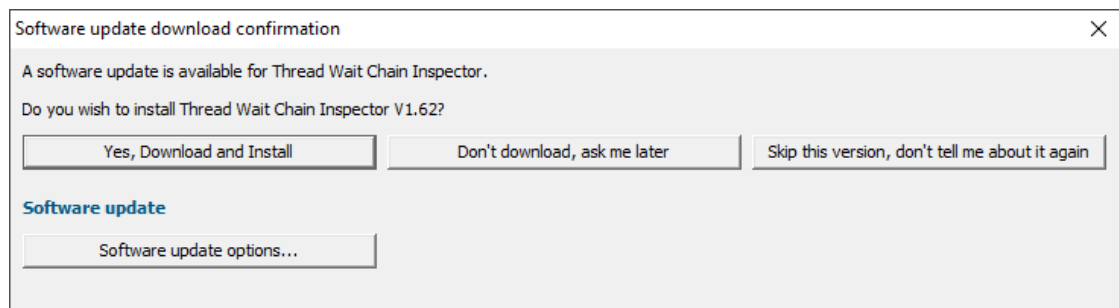 Software update download confirmation
A software update is available for Thread Wait Chain Inspector.
Do you wish to install Thread Wait Chain Inspector V1.62?
Yes, Download and Install
Don't download, ask me later
Skip this version, don't tell me about it again
Software update
Software update options...